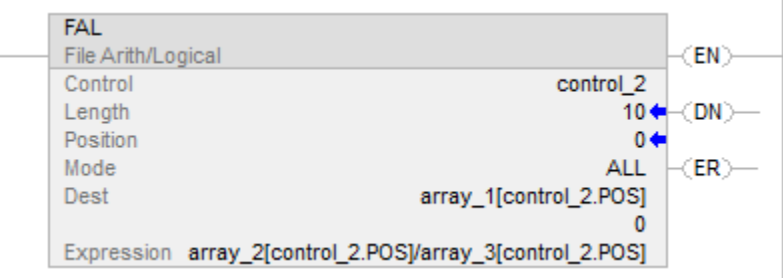 FAL
File Arith/Logical
(EN)
Control control_2
Length 10
(DN)
Position 0
Mode ALL
(ER)
Dest array_1[control_2.POS]
0
Expression array_2[control_2.POS]/array_3[control_2.POS]